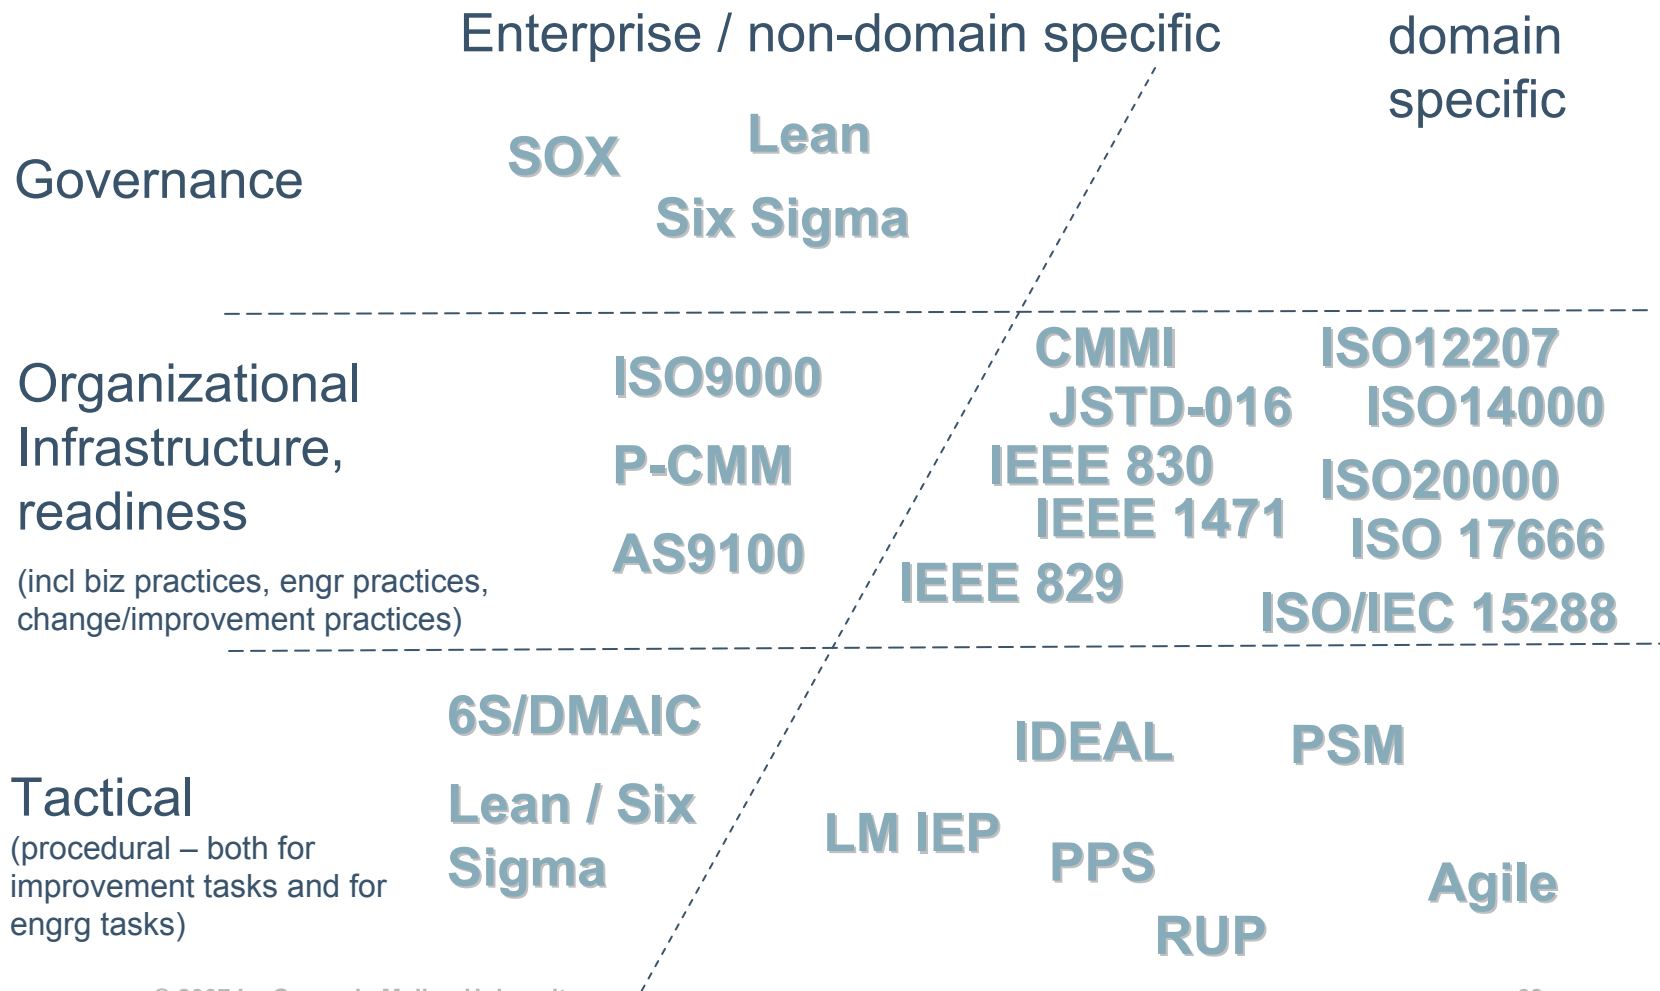 Enterprise / non-domain specific
domain
specific
Governance
SOX
Lean
Six Sigma
Organizational
Infrastructure,
readiness
(incl biz practices, engr practices,
change/improvement practices)
ISO9000
P-CMM
AS9100
CMMI
ISO12207
JSTD-016
ISO14000
IEEE 830
ISO20000
IEEE 1471
ISO 17666
IEEE 829
ISO/IEC 15288
Tactical
(procedural – both for
improvement tasks and for
engrg tasks)
6S/DMAIC
Lean / Six
Sigma
IDEAL
PSM
LM IEP
PPS
Agile
RUP